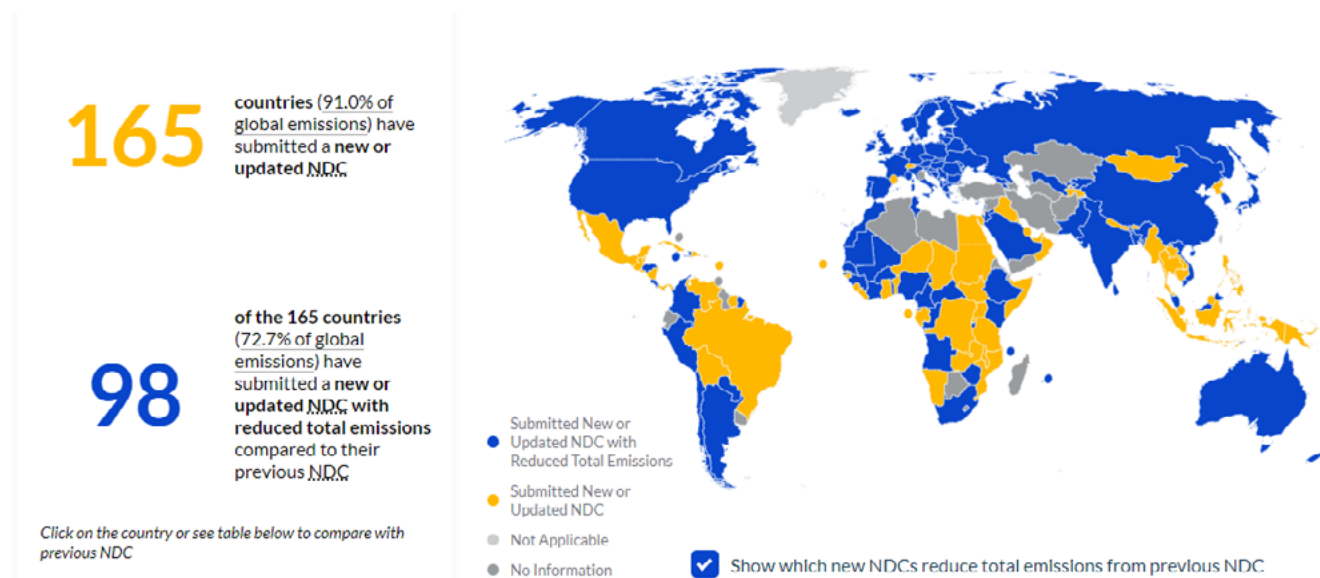 165
countries (91.0% of
global emissions) have
submitted a new or
updated NDC
98
of the 165 countries
(72.7% of global
emissions) have
submitted a new or
updated NDC with
reduced total emissions
compared to their
previous NDC
Click on the country or see table below to compare with
previous NDC
Submitted New or
Updated NDC with
Reduced Total Emissions
Submitted New or
Updated NDC
Not Applicable
No Information
Show which new NDCs reduce total emissions from previous NDC